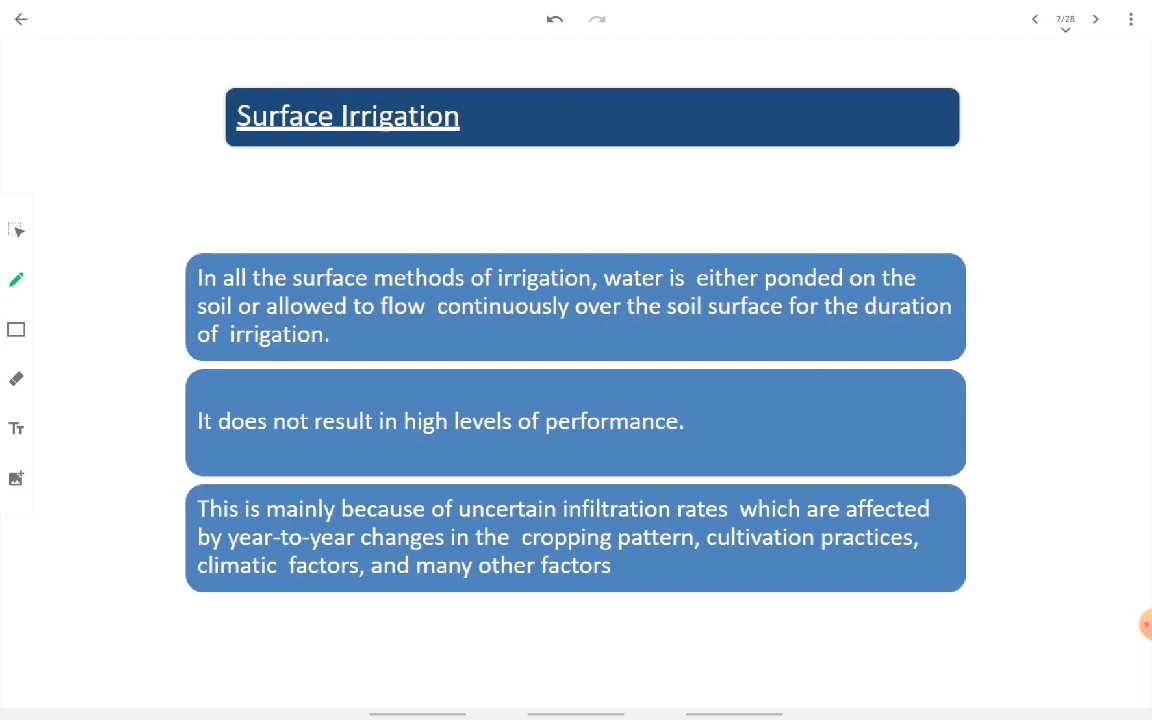 7/28
Surface Irrigation
In all the surface methods of irrigation, water is either ponded on the
soil or allowed to flow continuously over the soil surface for the duration
of irrigation.
It does not result in high levels of performance.
This is mainly because of uncertain infiltration rates which are affected
by year-to-year changes in the cropping pattern, cultivation practices,
climatic factors, and many other factors
Tт